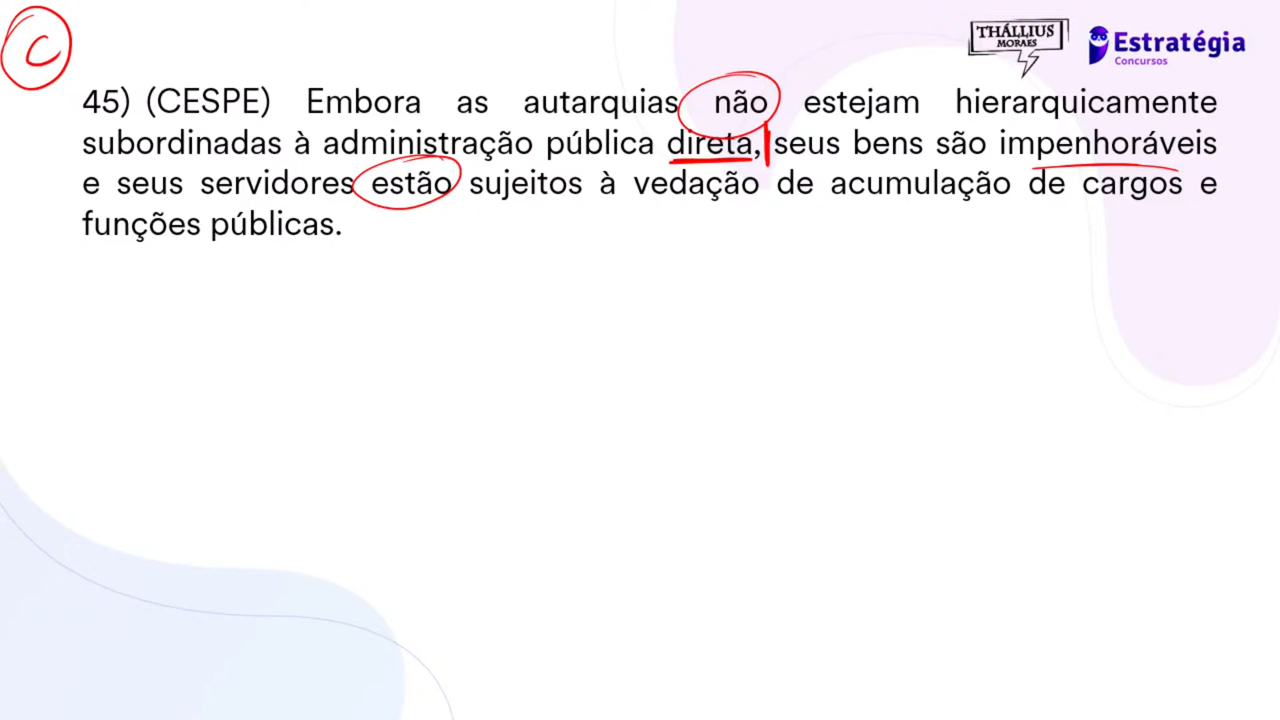 C
THÁLLIUS
MORAES
Estratégia
Concursos
45) (CESPE) Embora as autarquias não estejam hierarquicamente
subordinadas à administração pública direta, seus bens são impenhoráveis
e seus servidores estão sujeitos à vedação de acumulação de cargos e
funções públicas.